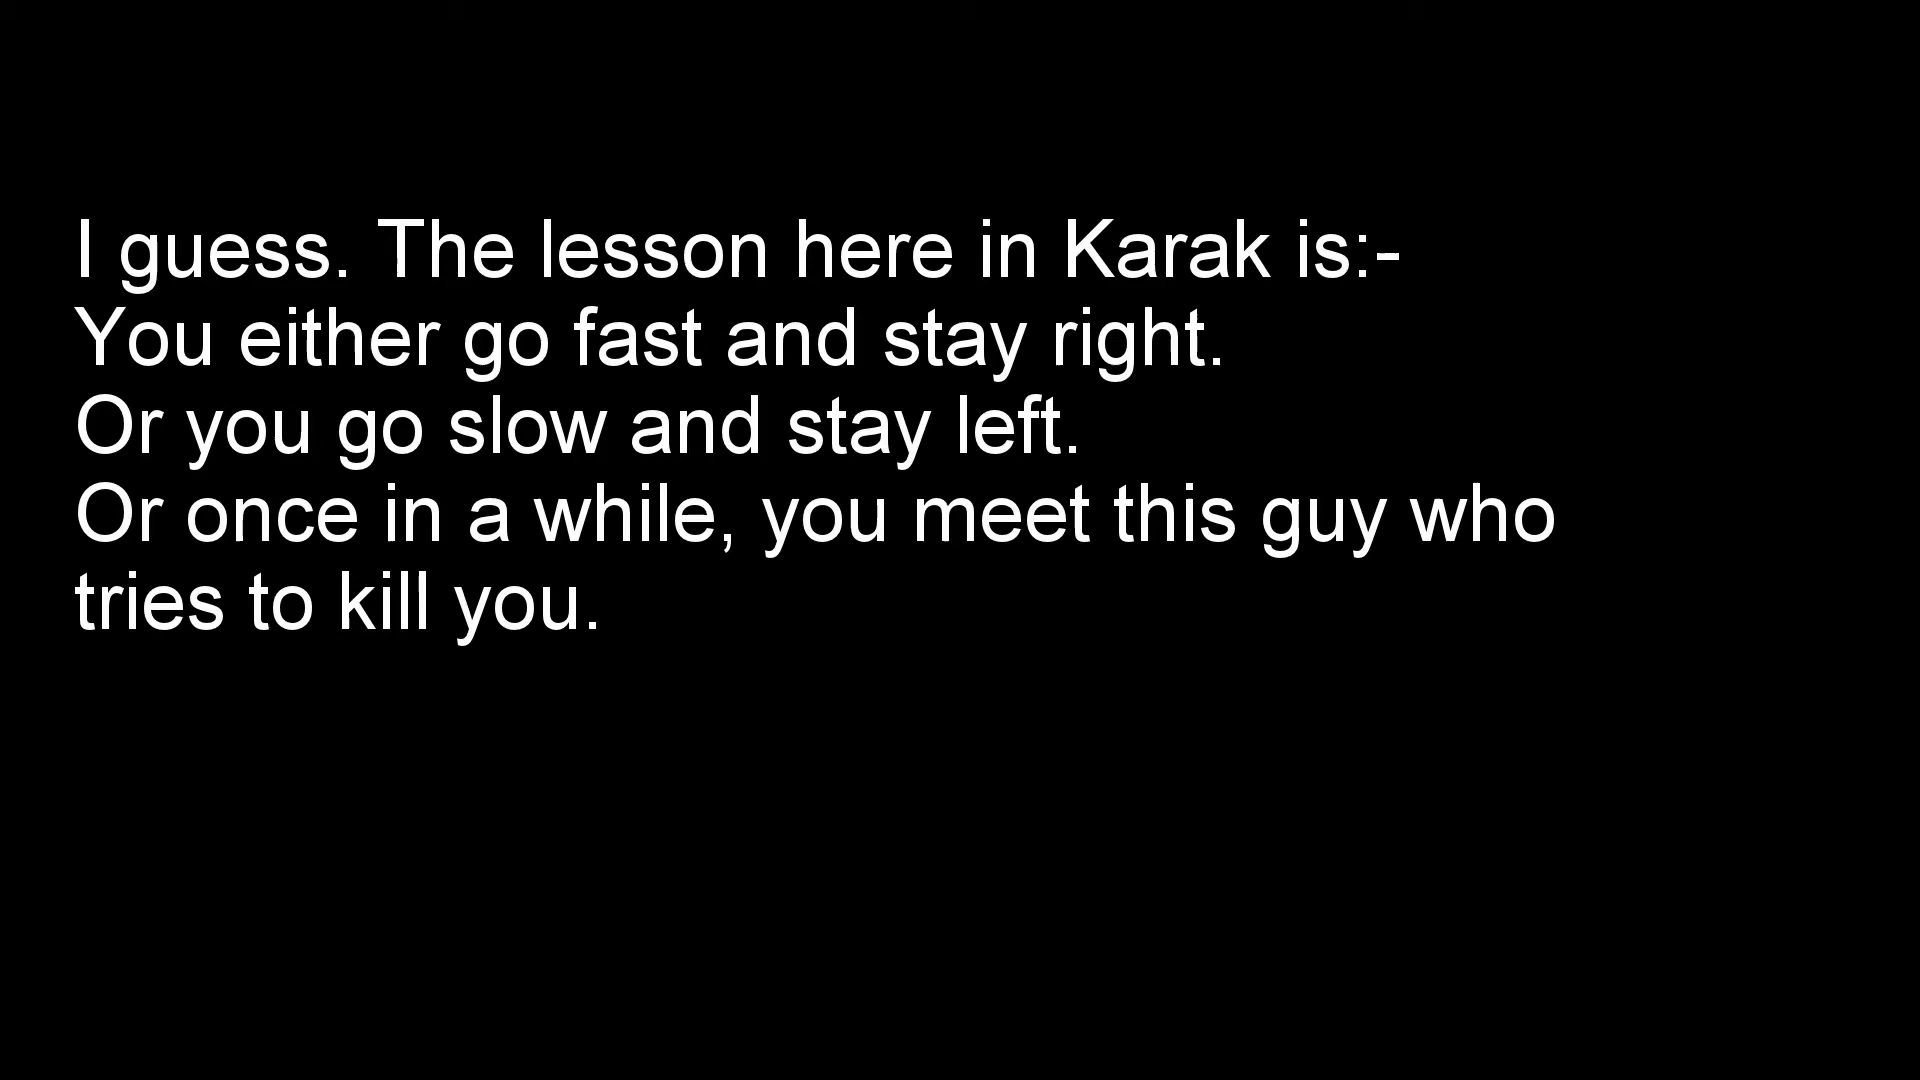 I guess. The lesson here in Karak is:-
You either go fast and stay right.
Or you go slow and stay left.
Or once in a while, you meet this guy who
tries to kill you.